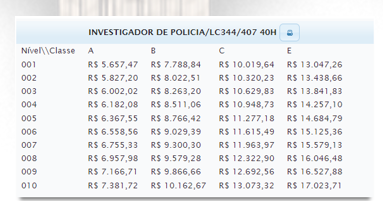 INVESTIGADOR DE POLICIA/LC344/407 40H
Nível\\Classe A B C E
001 R$ 5.657,47 R$ 7.788,84 R$ 10.019,64 R$ 13.047,26
002 R$ 5.827,20 R$ 8.022,51 R$ 10.320,23 R$ 13.438,66
003 R$ 6.002,02 R$ 8.263,20 R$ 10.629,83 R$ 13.841,83
004 R$ 6.182,08 R$ 8.511,06 R$ 10.948,73 R$ 14.257,10
005 R$ 6.367,55 R$ 8.766,42 R$ 11.277,18 R$ 14.684,79
006 R$ 6.558,56 R$ 9.029,39 R$ 11.615,49 R$ 15.125,36
007 R$ 6.755,33 R$ 9.300,30 R$ 11.963,97 R$ 15.579,13
008 R$ 6.957,98 R$ 9.579,28 R$ 12.322,90 R$ 16.046,48
009 R$ 7.166,71 R$ 9.866,66 R$ 12.692,56 R$ 16.527,88
010 R$ 7.381,72 R$ 10.162,67 R$ 13.073,32 R$ 17.023,71